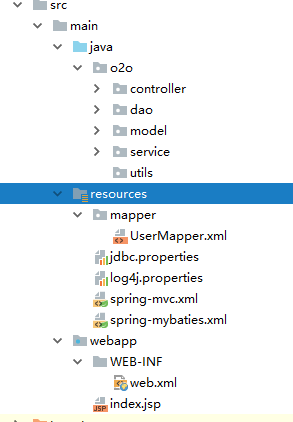 src
main
java
o2o
controller
dao
model
service
utils
resources
mapper
UserMapper.xml
jdbc.properties
log4j.properties
spring-mvc.xml
spring-mybaties.xml
webapp
WEB-INF
web.xml
JSP index.jsp